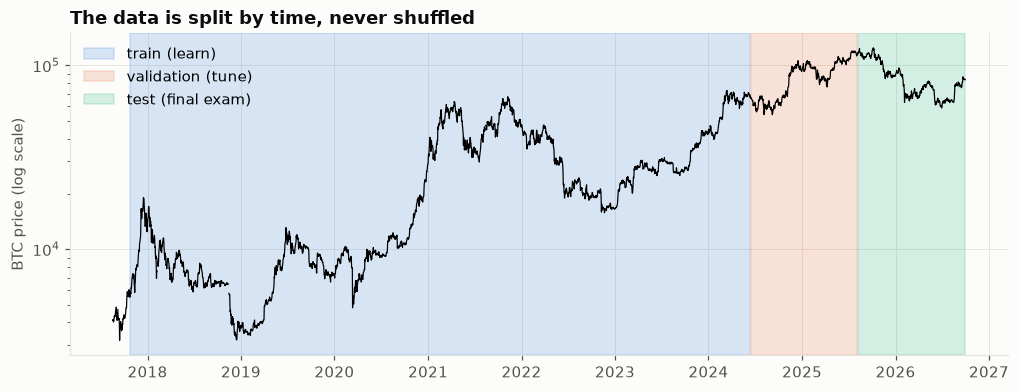 The data is split by time, never shuffled
train (learn)
validation (tune)
test (final exam)
BTC price (log scale)
10⁵
10⁴
2018 2019 2020 2021 2022 2023 2024 2025 2026 2027